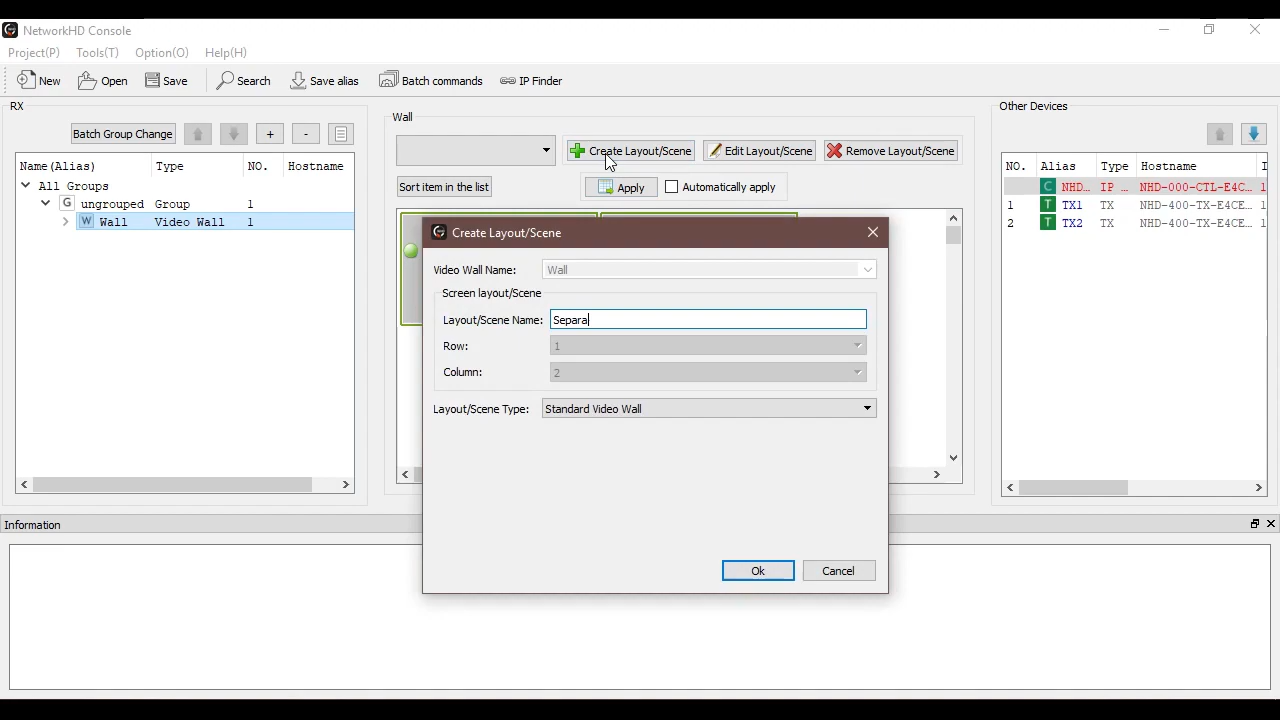 NetworkHD Console
Project(P) Tools(T) Option(O) Help(H)
New Open Save Search Save alias Batch commands IP Finder
RX
Batch Group Change + -
Name(Alias) Type NO. Hostname
All Groups
G ungrouped Group 1
W Wall Video Wall 1
Wall
Create Layout/Scene Edit Layout/Scene Remove Layout/Scene
Sort item in the list Apply Automatically apply
Other Devices
NO. Alias Type Hostname
C NHD... IP ... NHD-000-CTL-E4C... 1
1 T TX1 TX NHD-400-TX-E4CE... 1
2 T TX2 TX NHD-400-TX-E4CE... 1
Create Layout/Scene
Video Wall Name: Wall
Screen layout/Scene
Layout/Scene Name: Separa
Row: 1
Column: 2
Layout/Scene Type: Standard Video Wall
Ok Cancel
Information